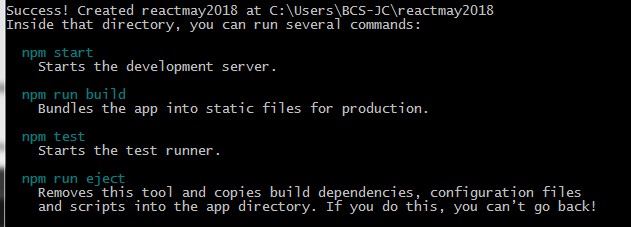 Success! Created reactmay2018 at C:\Users\BCS-JC\reactmay2018
Inside that directory, you can run several commands:
npm start
Starts the development server.
npm run build
Bundles the app into static files for production.
npm test
Starts the test runner.
npm run eject
Removes this tool and copies build dependencies, configuration files
and scripts into the app directory. If you do this, you can't go back!